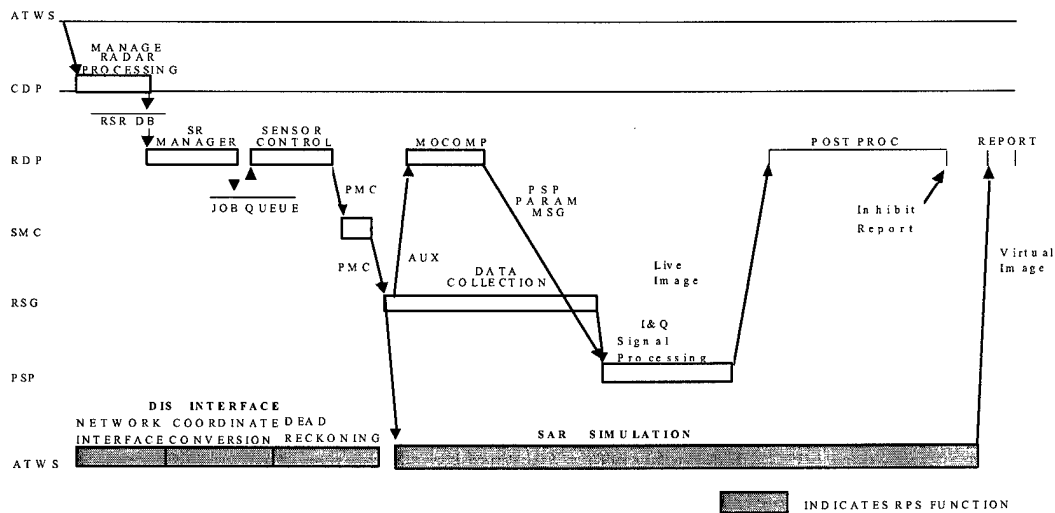 ATWS
MANAGE
RADAR
PROCESSING
CDP
RSR DB
SR
MANAGER
SENSOR
CONTROL
MOCOMP
POST PROC
REPORT
RDP
PMC
PSP
PARAM
MSG
JOB QUEUE
Inhibit
Report
SMC
Virtual
Image
PMC
AUX
DATA
COLLECTION
Live
Image
RSG
I&Q
Signal
Processing
PSP
DIS INTERFACE
NETWORK COORDINATE DEAD
INTERFACE CONVERSION RECKONING
SAR SIMULATION
ATWS
INDICATES RPS FUNCTION